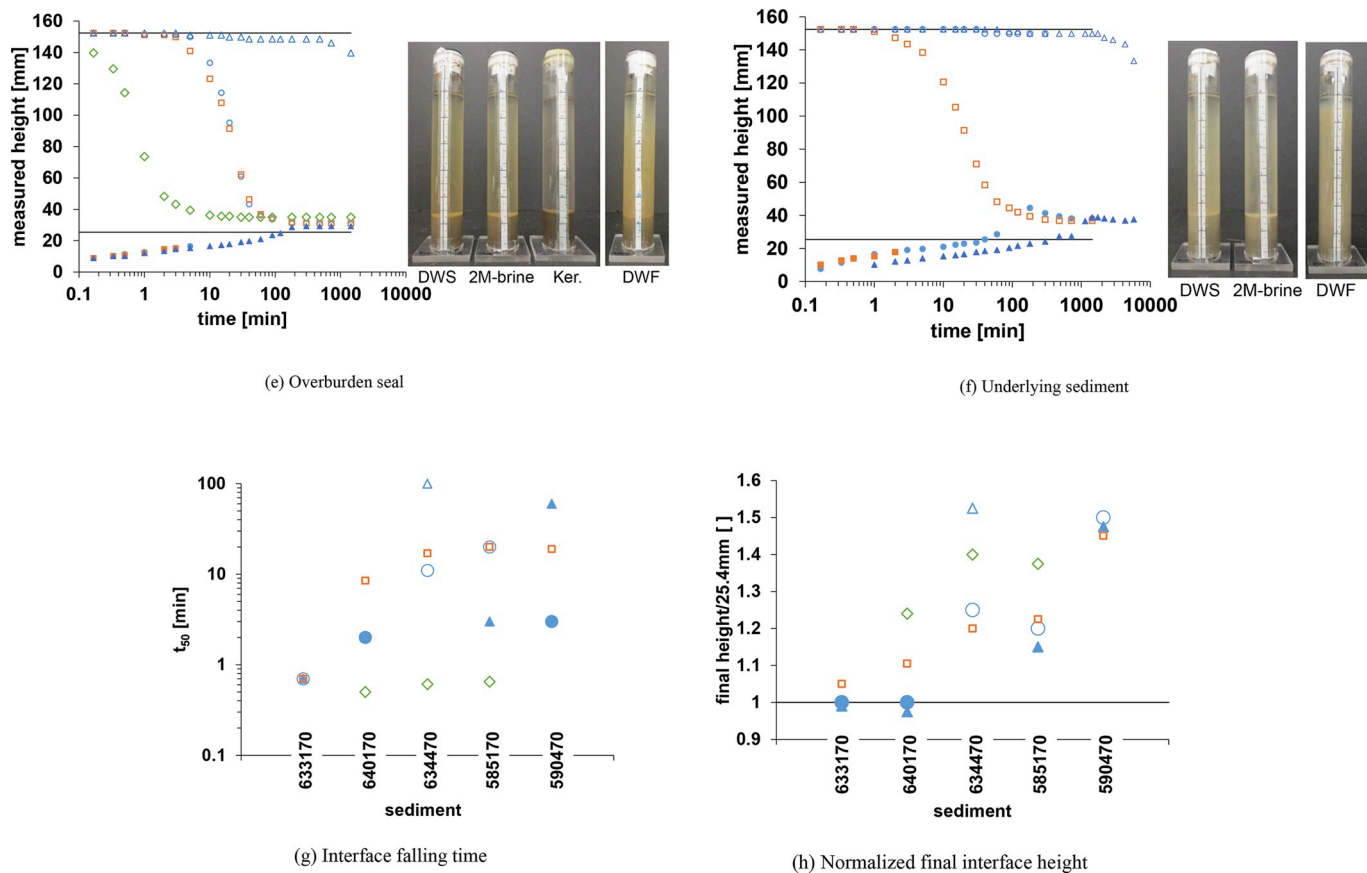 160
140
120
100
80
60
40
20
0
measured height [mm]
0.1 1 10 100 1000 10000
time [min]
DWS 2M-brine Ker. DWF
(e) Overburden seal
160
140
120
100
80
60
40
20
0
measured height [mm]
0.1 1 10 100 1000 10000
time [min]
DWS 2M-brine DWF
(f) Underlying sediment
100
10
1
0.1
t50 [min]
633170
640170
634470
585170
590470
sediment
(g) Interface falling time
1.6
1.5
1.4
1.3
1.2
1.1
1
0.9
final height/25.4mm [ ]
633170
640170
634470
585170
590470
sediment
(h) Normalized final interface height